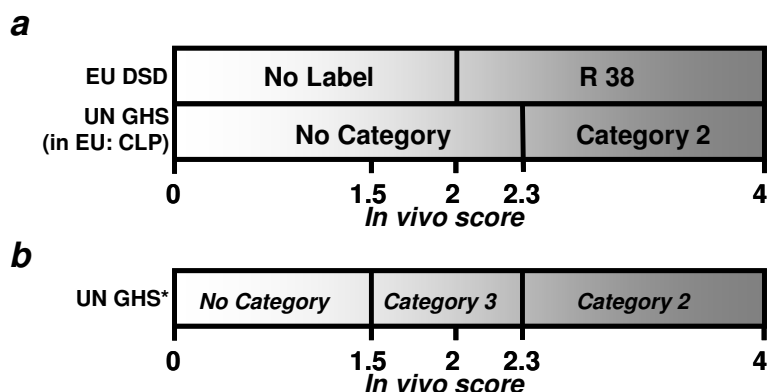 a
EU DSD No Label R 38
UN GHS
(in EU: CLP) No Category Category 2
0 1.5 2 2.3 4
In vivo score
b
UN GHS* No Category Category 3 Category 2
0 1.5 2 2.3 4
In vivo score